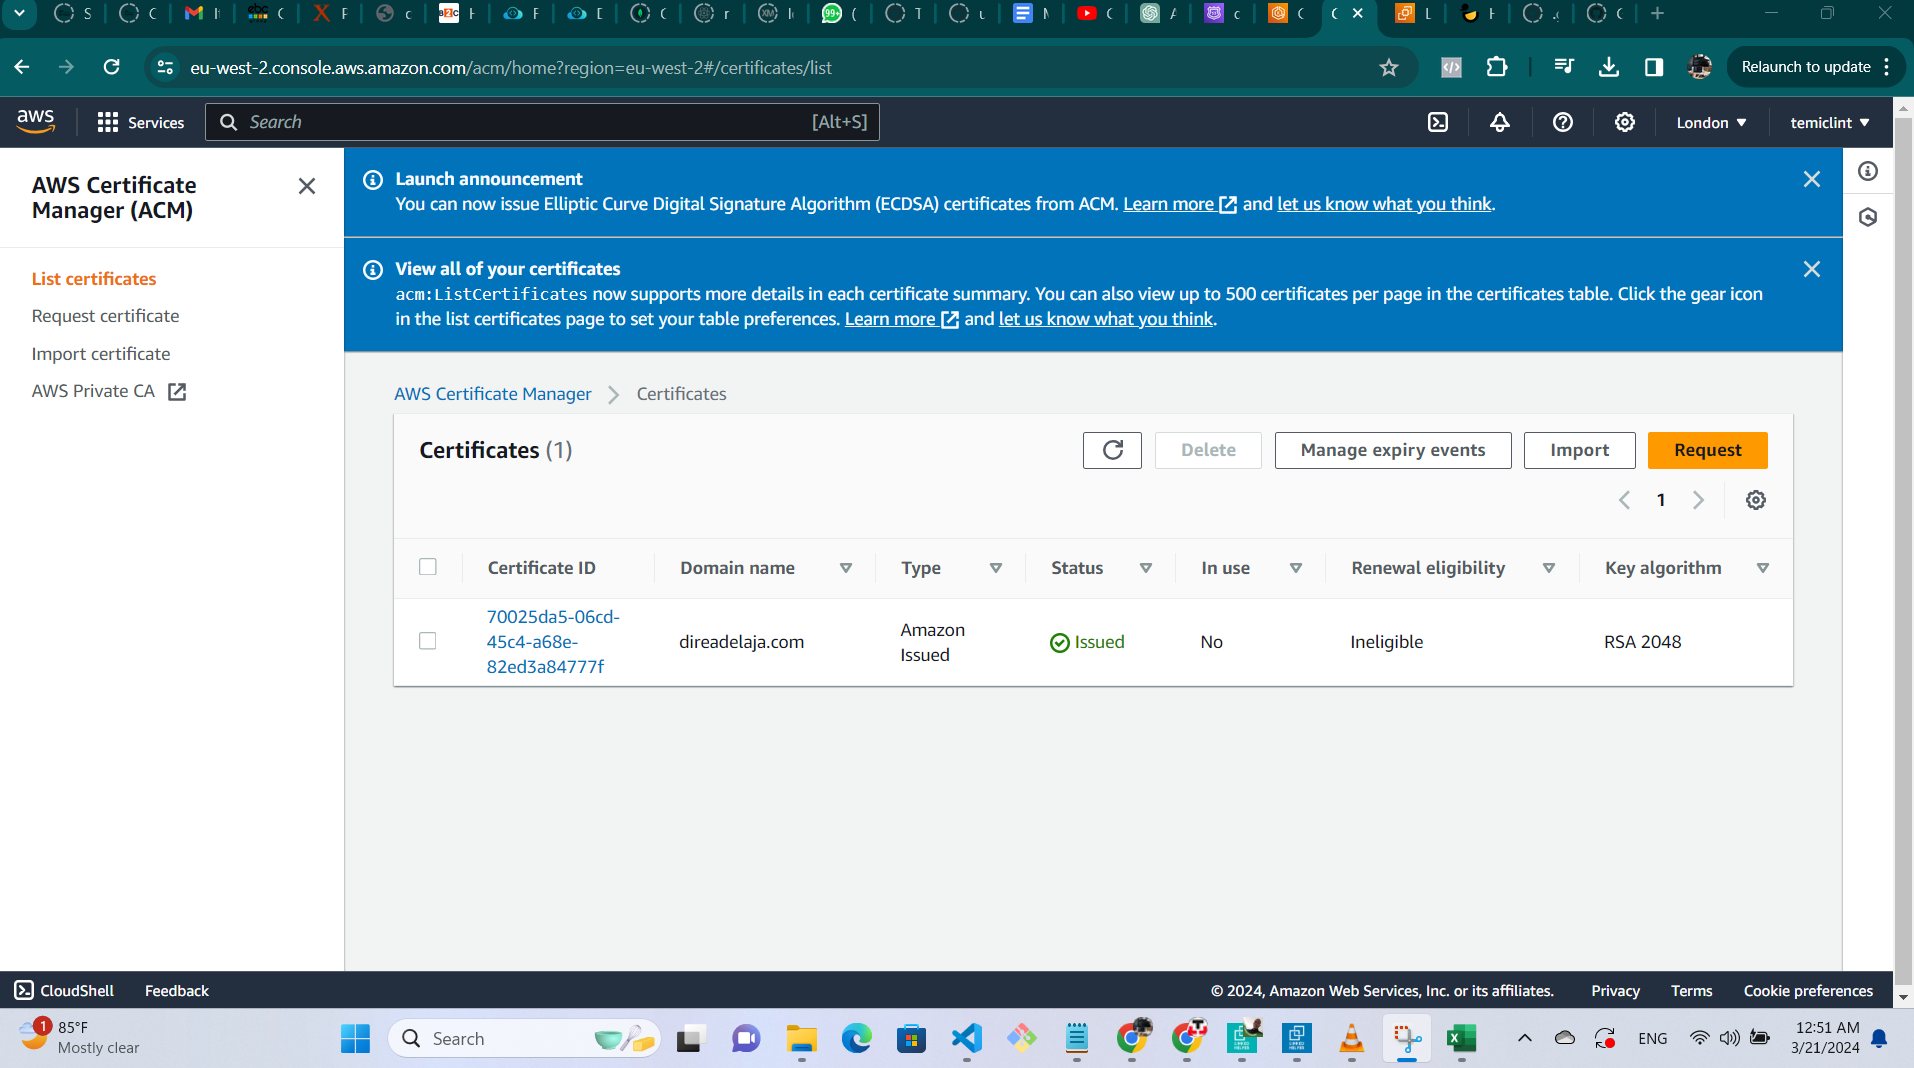 eu-west-2.console.aws.amazon.com/acm/home?region=eu-west-2#/certificates/list
Relaunch to update
aws
Services
Search
[Alt+S]
London
temiclint
AWS Certificate
Manager (ACM)
List certificates
Request certificate
Import certificate
AWS Private CA
Launch announcement
You can now issue Elliptic Curve Digital Signature Algorithm (ECDSA) certificates from ACM. Learn more and let us know what you think.
View all of your certificates
acm:ListCertificates now supports more details in each certificate summary. You can also view up to 500 certificates per page in the certificates table. Click the gear icon
in the list certificates page to set your table preferences. Learn more and let us know what you think.
AWS Certificate Manager Certificates
Certificates (1)
Delete
Manage expiry events
Import
Request
1
Certificate ID
Domain name
Type
Status
In use
Renewal eligibility
Key algorithm
70025da5-06cd-
45c4-a68e-
82ed3a84777f
direadelaja.com
Amazon
Issued
Issued
No
Ineligible
RSA 2048
CloudShell
Feedback
© 2024, Amazon Web Services, Inc. or its affiliates.
Privacy
Terms
Cookie preferences
1
85°F
Mostly clear
Search
ENG
12:51 AM
3/21/2024